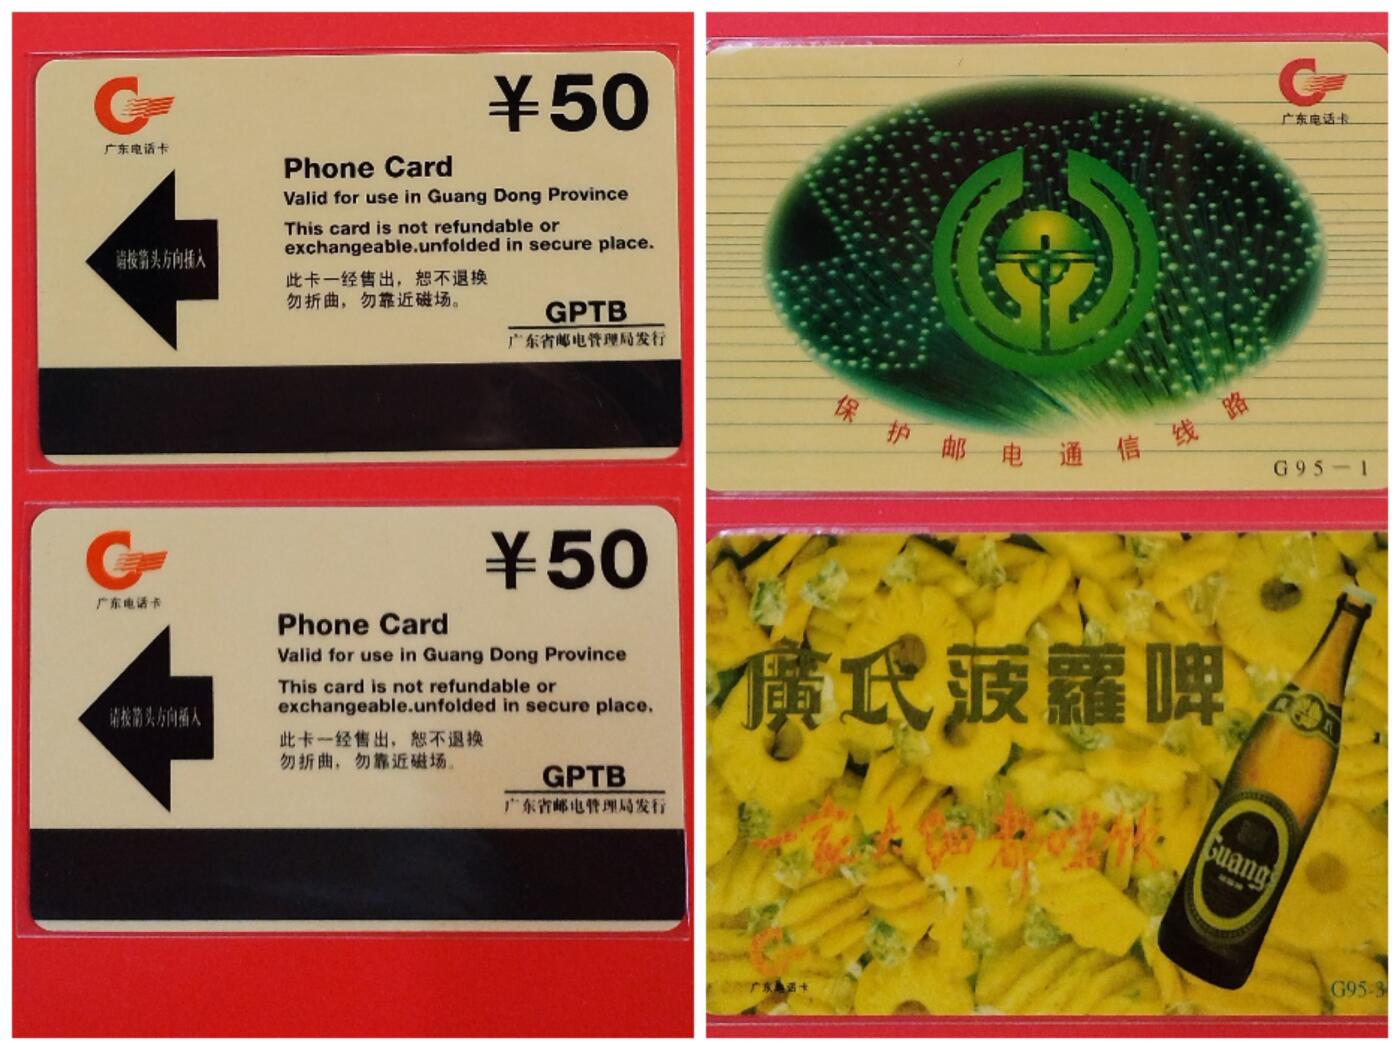 广东电话卡
¥50
Phone Card
Valid for use in Guang Dong Province
This card is not refundable or
exchangeable.unfolded in secure place.
请按箭头方向插入
此卡一经售出，恕不退换
勿折曲，勿靠近磁场。
GPTB
广东省邮电管理局发行
广东电话卡
¥50
Phone Card
Valid for use in Guang Dong Province
This card is not refundable or
exchangeable.unfolded in secure place.
请按箭头方向插入
此卡一经售出，恕不退换
勿折曲，勿靠近磁场。
GPTB
广东省邮电管理局发行
广东电话卡
保护邮电通信线路
G95－1
廣氏菠蘿啤
一家大细都啱饮
Guang's
广东电话卡
G95-3